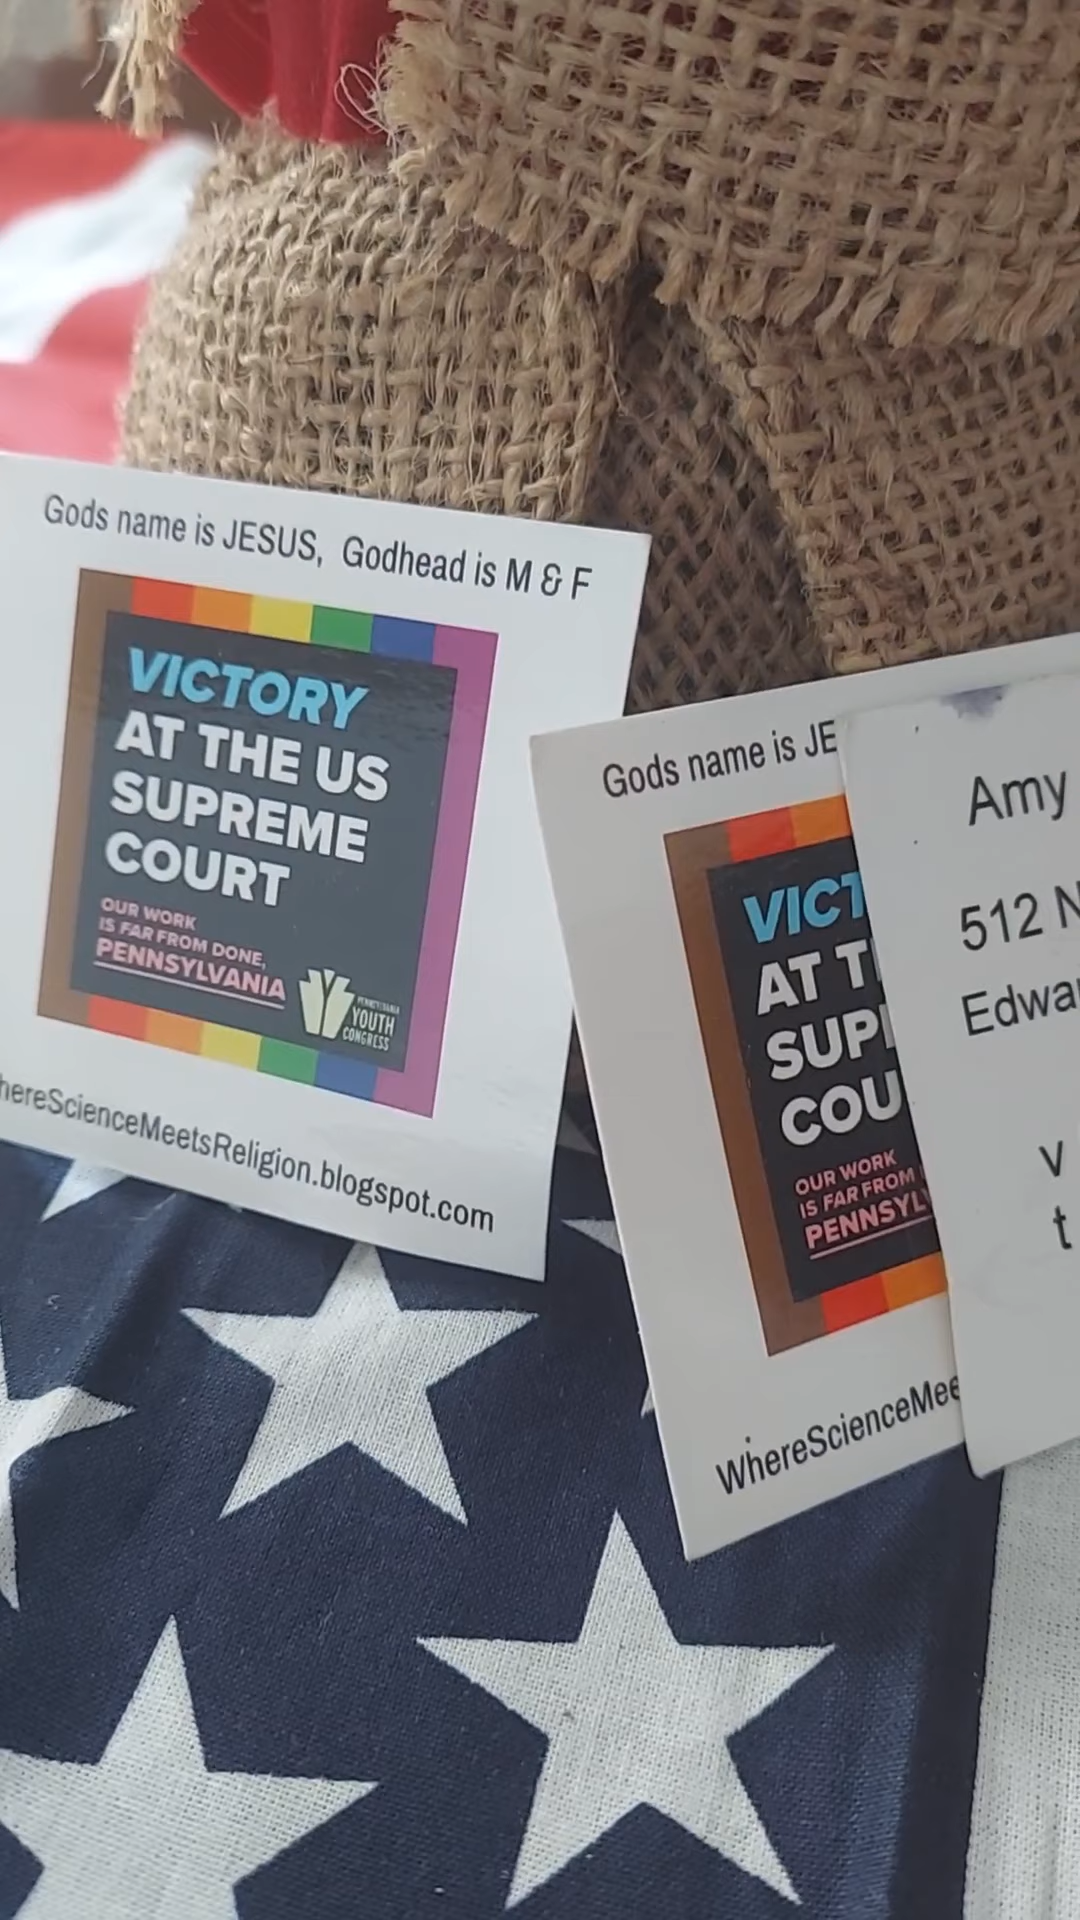 Gods name is JESUS, Godhead is M & F
VICTORY
AT THE US
SUPREME
COURT
OUR WORK
IS FAR FROM DONE,
PENNSYLVANIA
PENNSYLVANIA
YOUTH
CONGRESS
hereScienceMeetsReligion.blogspot.com
Gods name is JE
VICT
AT T
SUP
COU
OUR WORK
IS FAR FROM
PENNSYL
WhereScienceMee
Amy
512 N
Edwa
v
t